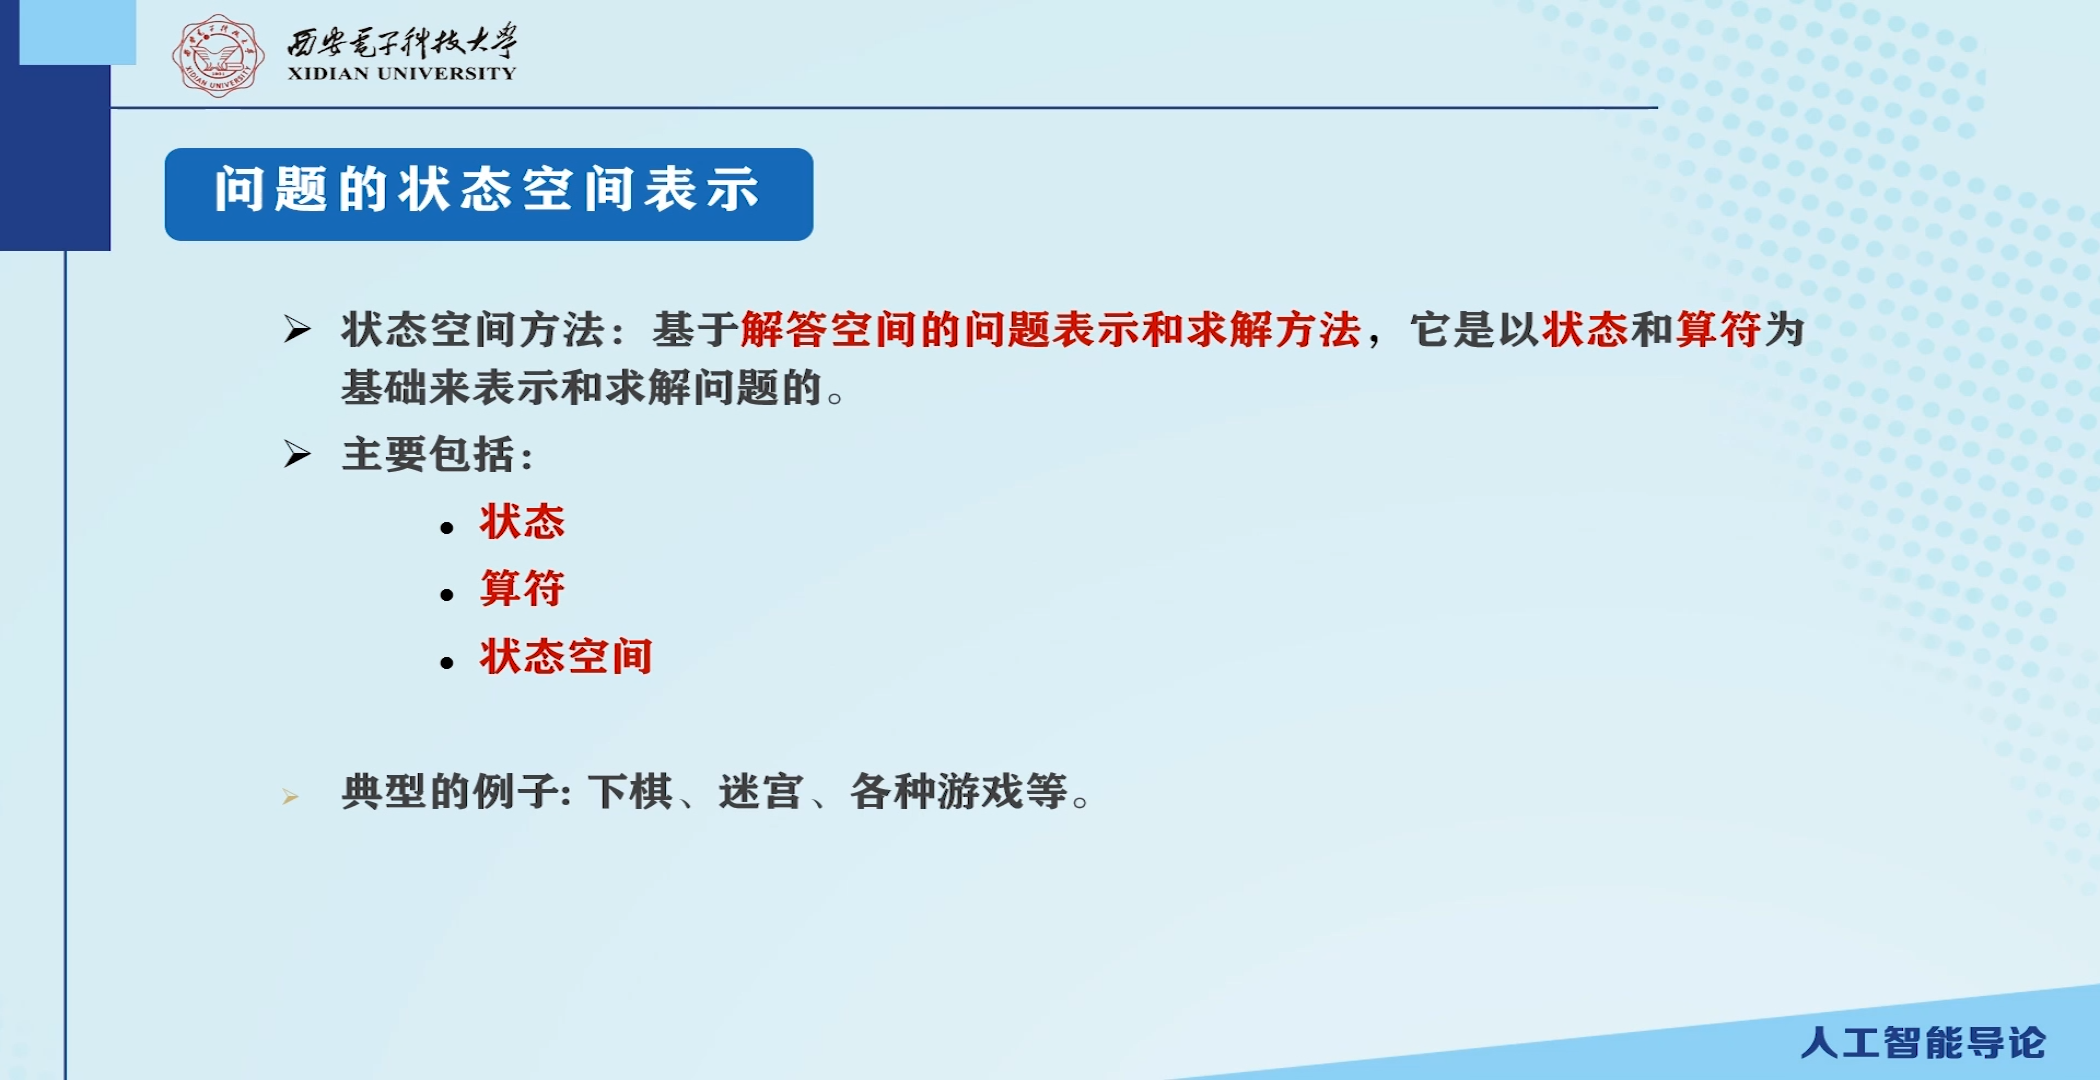 西安电子科技大学
XIDIAN UNIVERSITY
问题的状态空间表示
➢ 状态空间方法：基于解答空间的问题表示和求解方法，它是以状态和算符为
基础来表示和求解问题的。
➢ 主要包括：
• 状态
• 算符
• 状态空间
➢ 典型的例子: 下棋、迷宫、各种游戏等。
人工智能导论